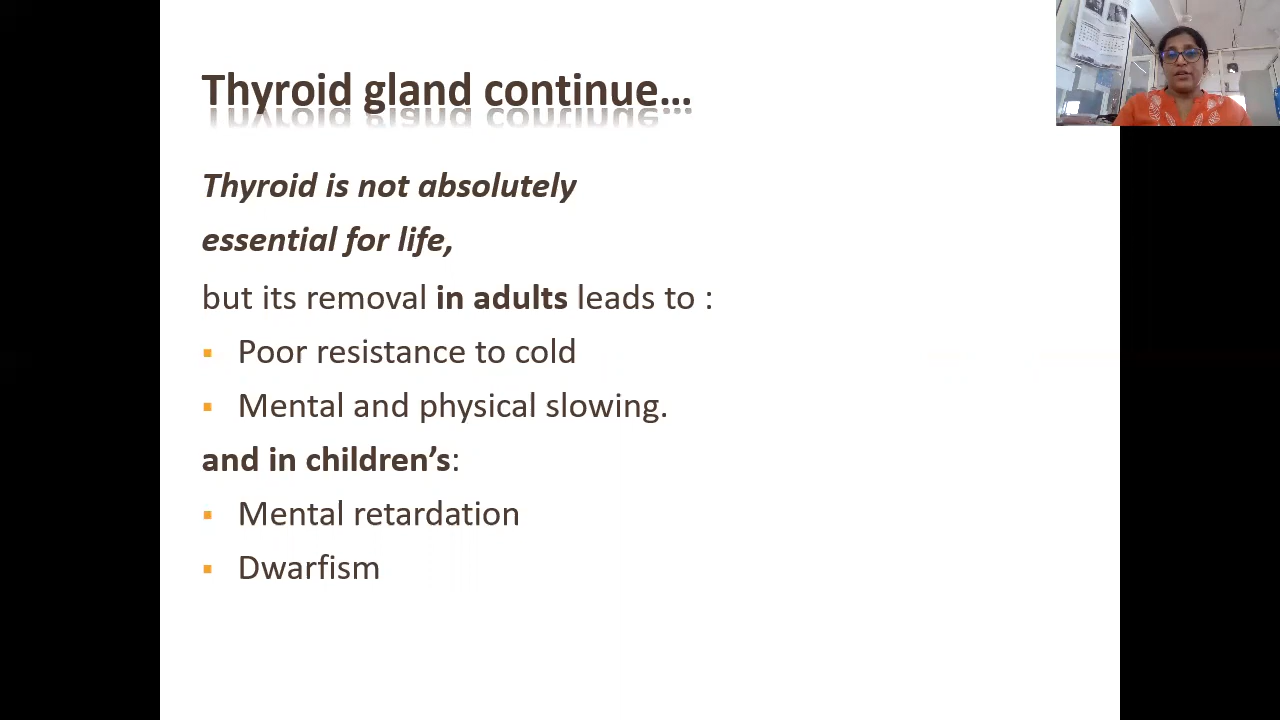 Thyroid gland continue...
Thyroid is not absolutely
essential for life,
but its removal in adults leads to :
▪ Poor resistance to cold
▪ Mental and physical slowing.
and in children’s:
▪ Mental retardation
▪ Dwarfism